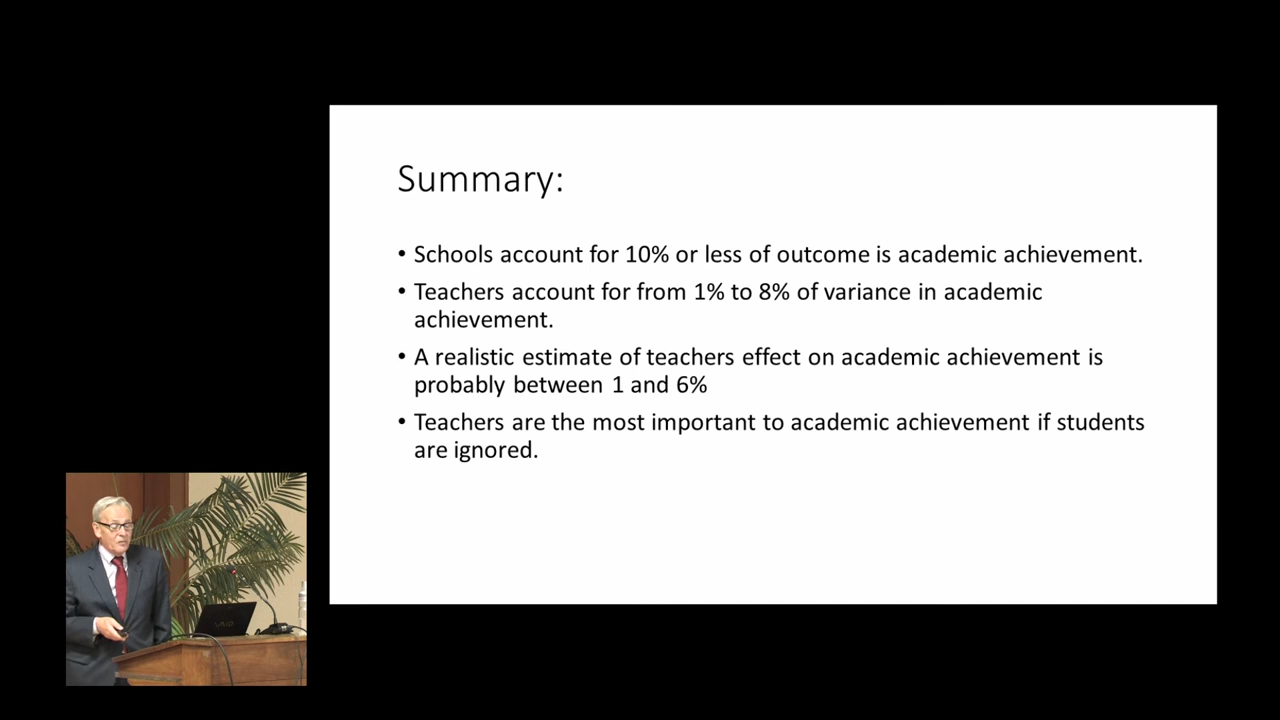 Summary:
• Schools account for 10% or less of outcome is academic achievement.
• Teachers account for from 1% to 8% of variance in academic
achievement.
• A realistic estimate of teachers effect on academic achievement is
probably between 1 and 6%
• Teachers are the most important to academic achievement if students
are ignored.
VAIO